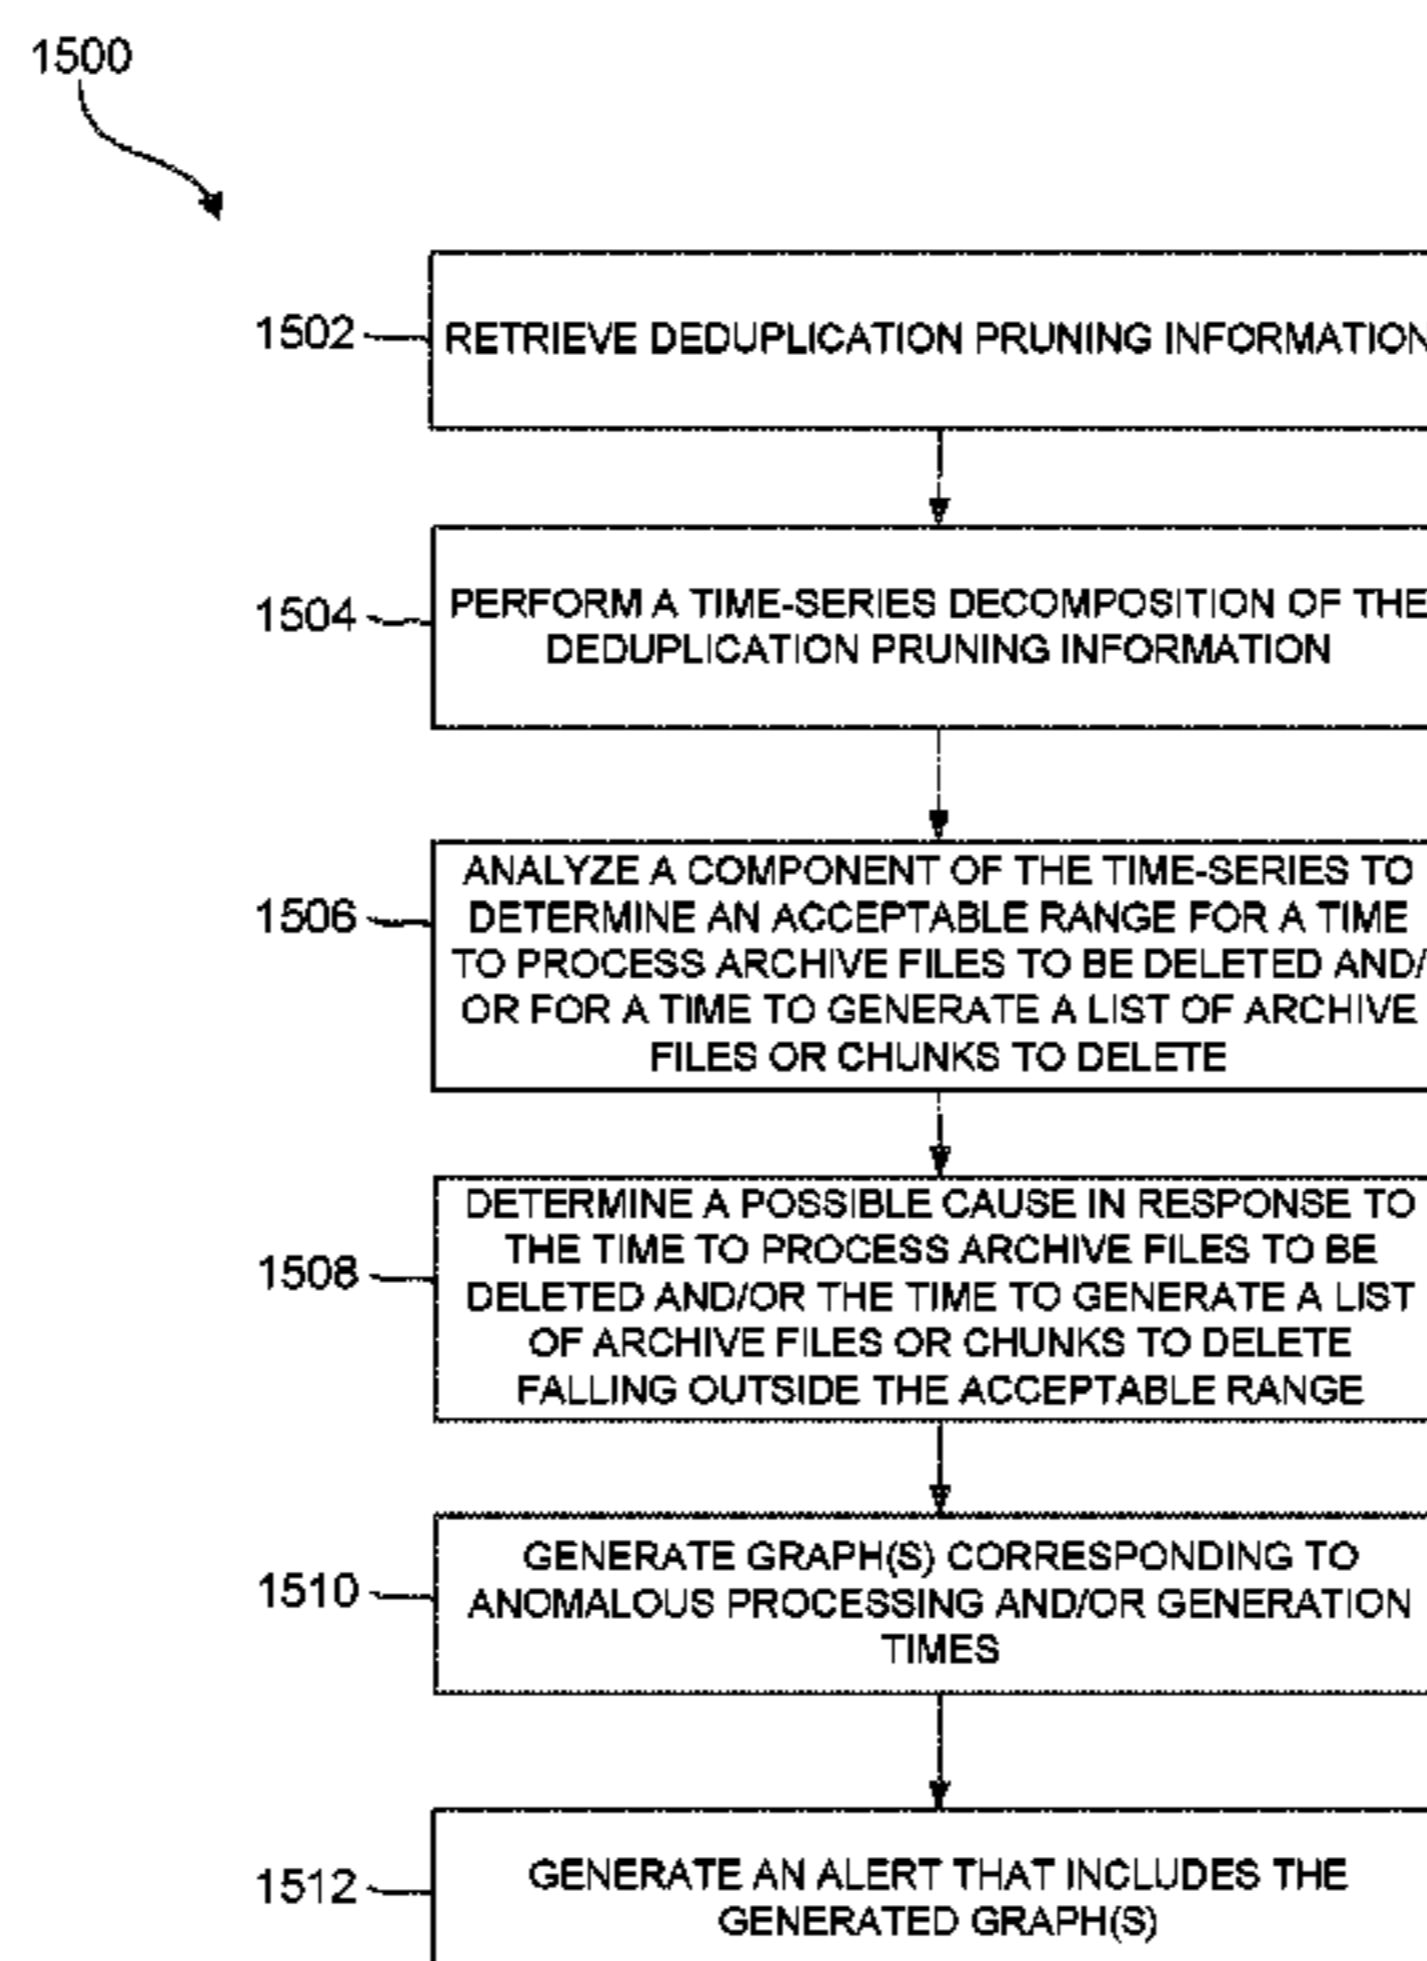 1500
1502
RETRIEVE DEDUPLICATION PRUNING INFORMATION
1504
PERFORM A TIME-SERIES DECOMPOSITION OF THE
DEDUPLICATION PRUNING INFORMATION
1506
ANALYZE A COMPONENT OF THE TIME-SERIES TO
DETERMINE AN ACCEPTABLE RANGE FOR A TIME
TO PROCESS ARCHIVE FILES TO BE DELETED AND/
OR FOR A TIME TO GENERATE A LIST OF ARCHIVE
FILES OR CHUNKS TO DELETE
1508
DETERMINE A POSSIBLE CAUSE IN RESPONSE TO
THE TIME TO PROCESS ARCHIVE FILES TO BE
DELETED AND/OR THE TIME TO GENERATE A LIST
OF ARCHIVE FILES OR CHUNKS TO DELETE
FALLING OUTSIDE THE ACCEPTABLE RANGE
1510
GENERATE GRAPH(S) CORRESPONDING TO
ANOMALOUS PROCESSING AND/OR GENERATION
TIMES
1512
GENERATE AN ALERT THAT INCLUDES THE
GENERATED GRAPH(S)